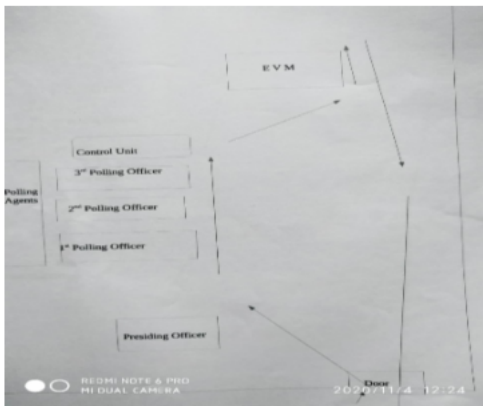 E V M
Control Unit
3rd Polling Officer
Polling
Agents
2nd Polling Officer
1st Polling Officer
Presiding Officer
Door
REDMI NOTE 6 PRO
MI DUAL CAMERA
2020/11/4 12:24